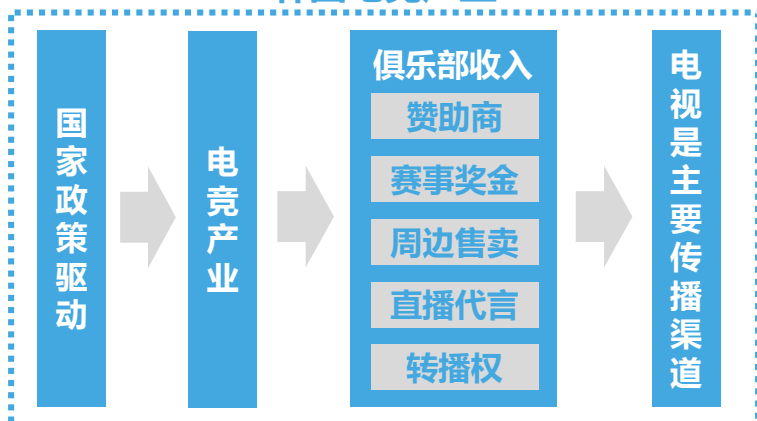 国家政策驱动
电竞产业
俱乐部收入
赞助商
赛事奖金
周边售卖
直播代言
转播权
电视是主要传播渠道